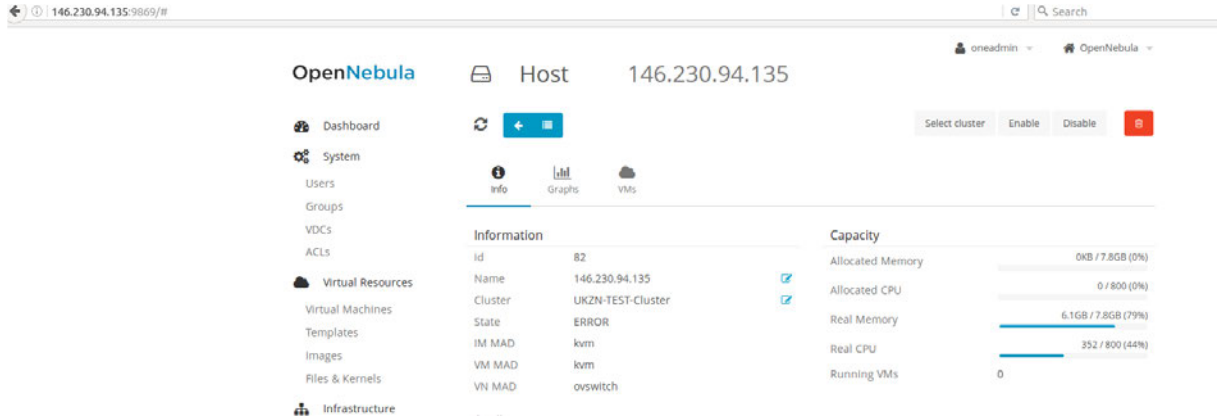 146.230.94.135:9869/#
Search
oneadmin
OpenNebula
OpenNebula
Host 146.230.94.135
Dashboard
System
Users
Groups
VDCs
ACLs
Virtual Resources
Virtual Machines
Templates
Images
Files & Kernels
Infrastructure
Select cluster Enable Disable
Info Graphs VMs
Information
id 82
Name 146.230.94.135
Cluster UKZN-TEST-Cluster
State ERROR
IM MAD kvm
VM MAD kvm
VN MAD ovswitch
Capacity
Allocated Memory 0KB / 7.8GB (0%)
Allocated CPU 0 / 800 (0%)
Real Memory 6.1GB / 7.8GB (79%)
Real CPU 352 / 800 (44%)
Running VMs 0